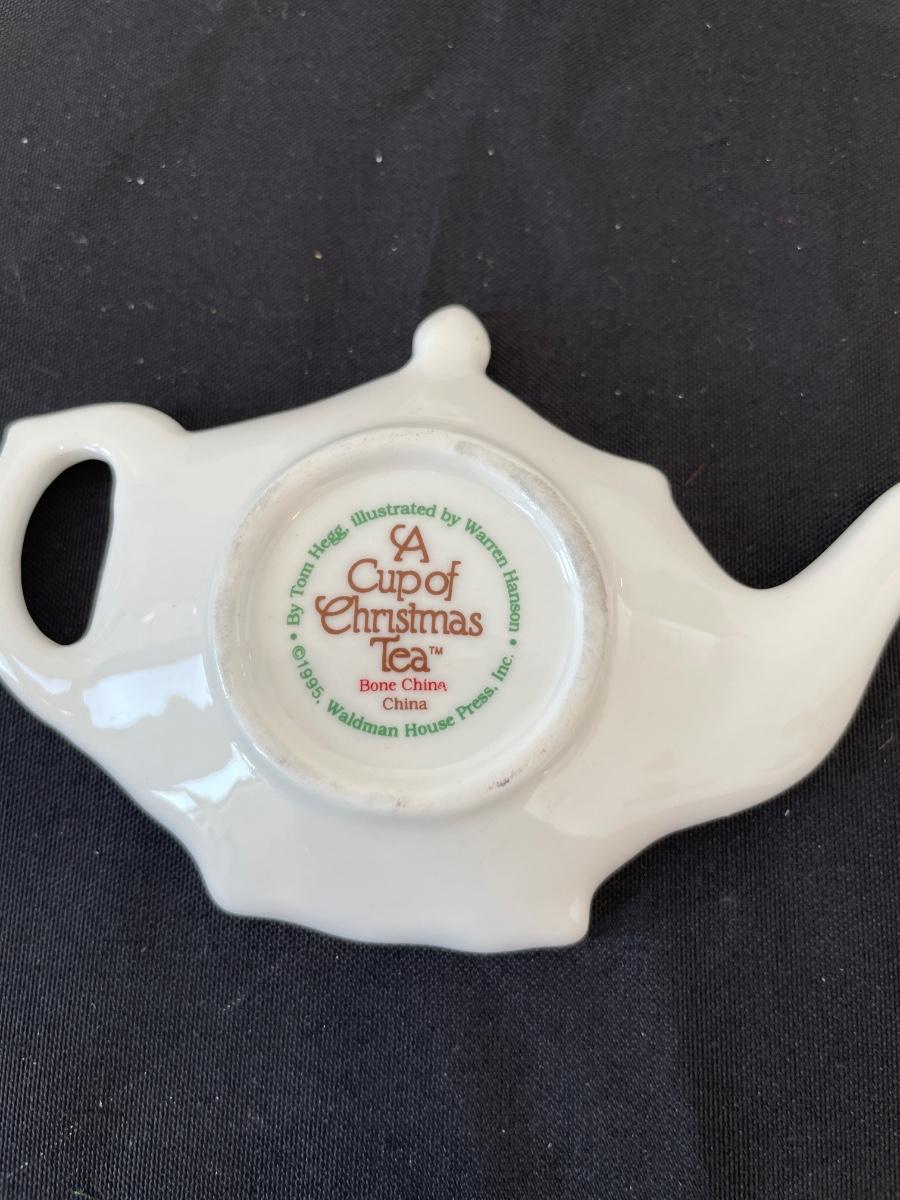 • By Tom Hegg, illustrated by Warren Hanson •
A
Cup of
Christmas
Tea™
Bone China
China
©1995, Waldman House Press, Inc.